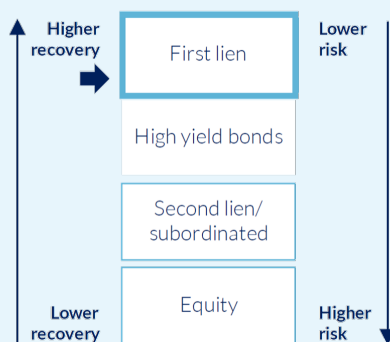 Higher
recovery
First lien
Lower
risk
High yield bonds
Second lien/
subordinated
Equity
Lower
recovery
Higher
risk